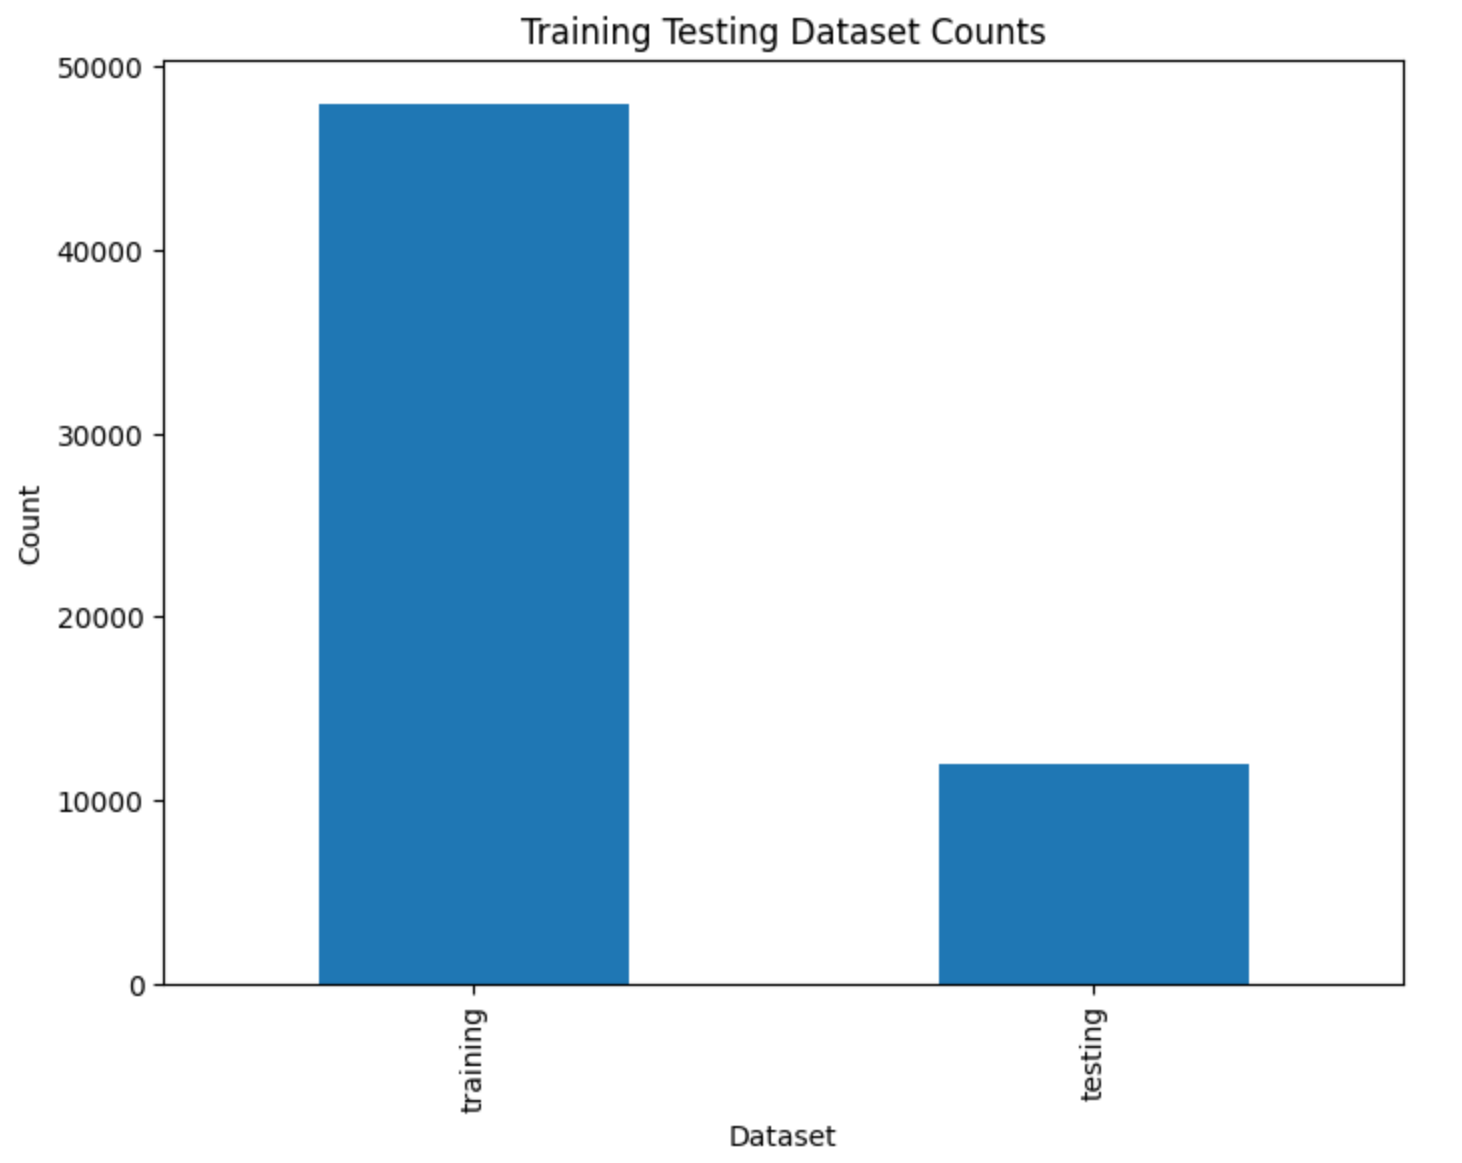 Training Testing Dataset Counts
50000
40000
30000
20000
10000
0
Count
training
testing
Dataset